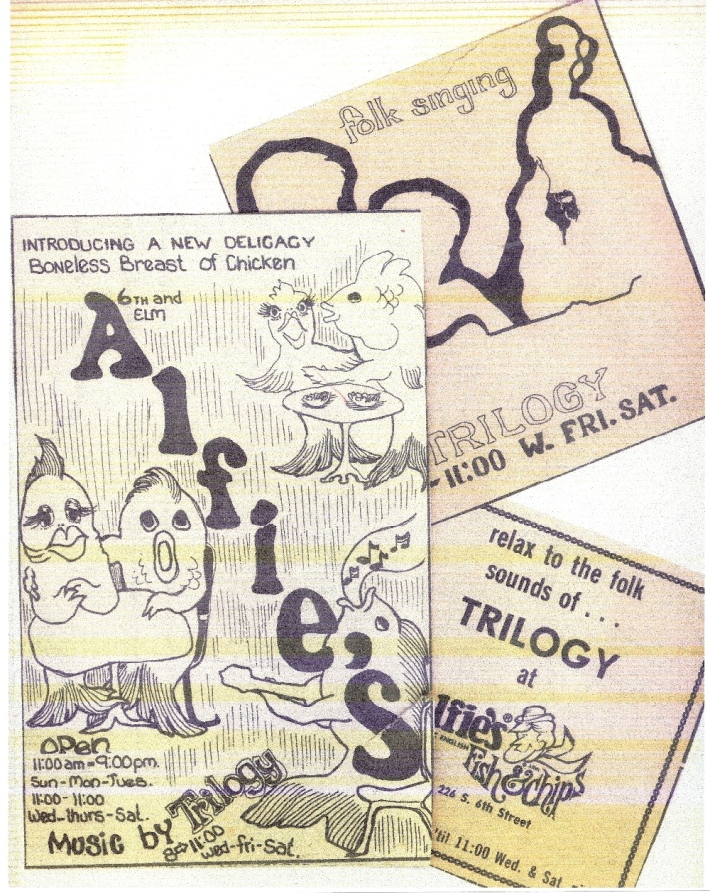 folk singing
TRILOGY
-11:00 W. FRI. SAT.
INTRODUCING A NEW DELIGACY
Boneless Breast of Chicken
6TH and
ELM
Alfie's
OPen
11:00 am - 9:00 pm.
Sun-Mon-Tues.
11:00 - 11:00
Wed-thurs-Sat.
Music by Trilogy
11:00
wed-fri-Sat.
relax to the folk
sounds of . . .
TRILOGY
at
lfie's®
ENGLISH
Fish & Chips
226 S. 6th Street
'til 11:00 Wed. & Sat.